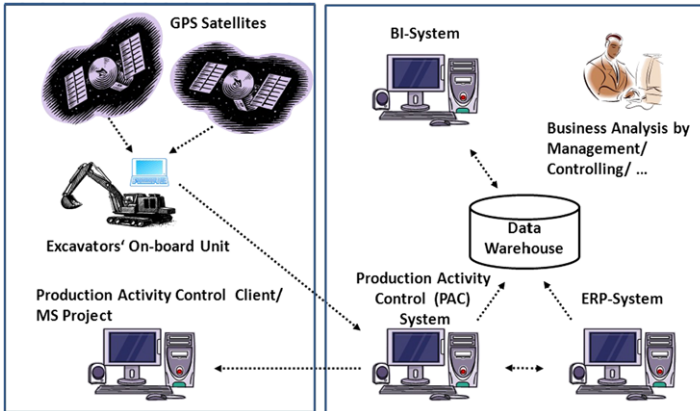 GPS Satellites
Excavators‘ On-board Unit
Production Activity Control Client/
MS Project
BI-System
Business Analysis by
Management/
Controlling/ ...
Data
Warehouse
Production Activity
Control (PAC)
System
ERP-System